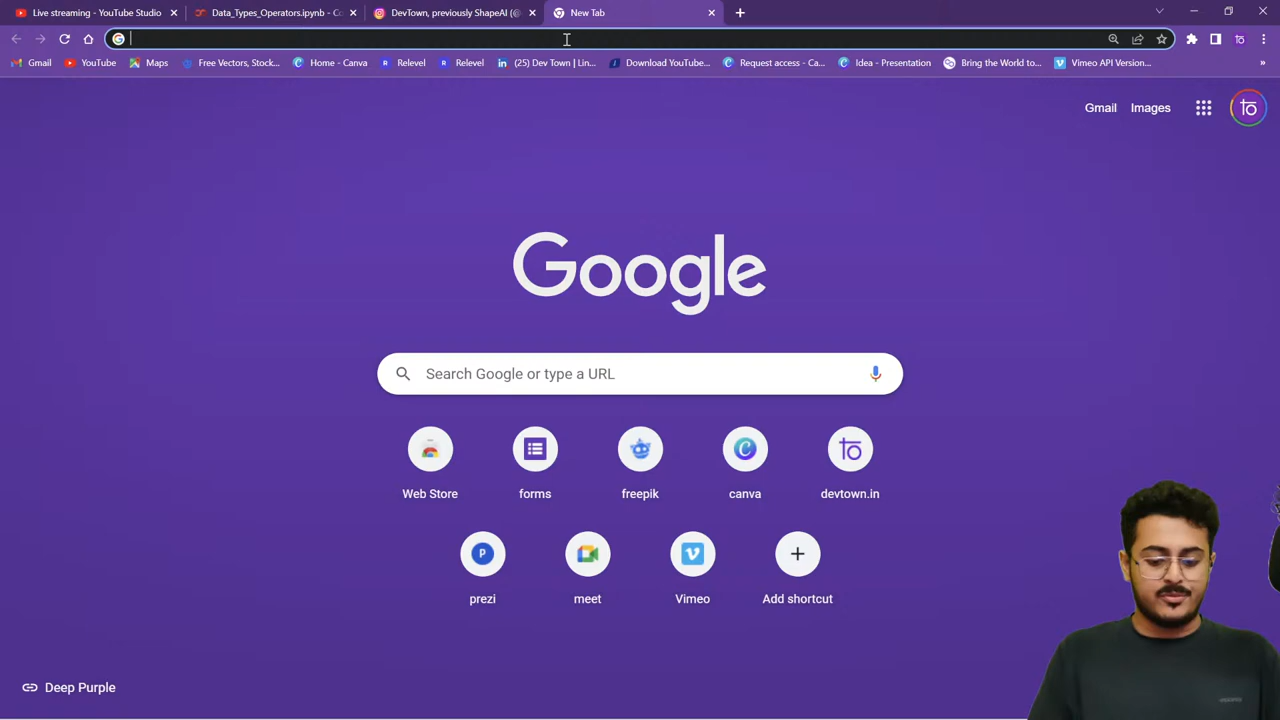 Live streaming - YouTube Studio
Data_Types_Operators.ipynb - Co
DevTown, previously ShapeAI (@
New Tab
Gmail
YouTube
Maps
Free Vectors, Stock...
Home - Canva
Relevel
Relevel
(25) Dev Town | Lin...
Download YouTube...
Request access - Ca...
Idea - Presentation
Bring the World to...
Vimeo API Version...
Gmail
Images
Google
Search Google or type a URL
Web Store
forms
freepik
canva
devtown.in
prezi
meet
Vimeo
Add shortcut
Deep Purple